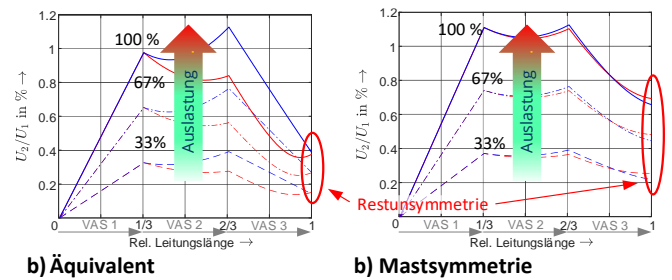 1.2
1
0.8
0.6
0.4
0.2
0
U₂/U₁ in % →
100 %
67%
33%
Auslastung
VAS 1
1/3
VAS 2
2/3
VAS 3
1
Rel. Leitungslänge →
b) Äquivalent
1.2
1
0.8
0.6
0.4
0.2
0
U₂/U₁ in % →
100 %
67%
33%
Auslastung
Restunsymmetrie
VAS 1
1/3
VAS 2
2/3
VAS 3
1
Rel. Leitungslänge →
b) Mastsymmetrie